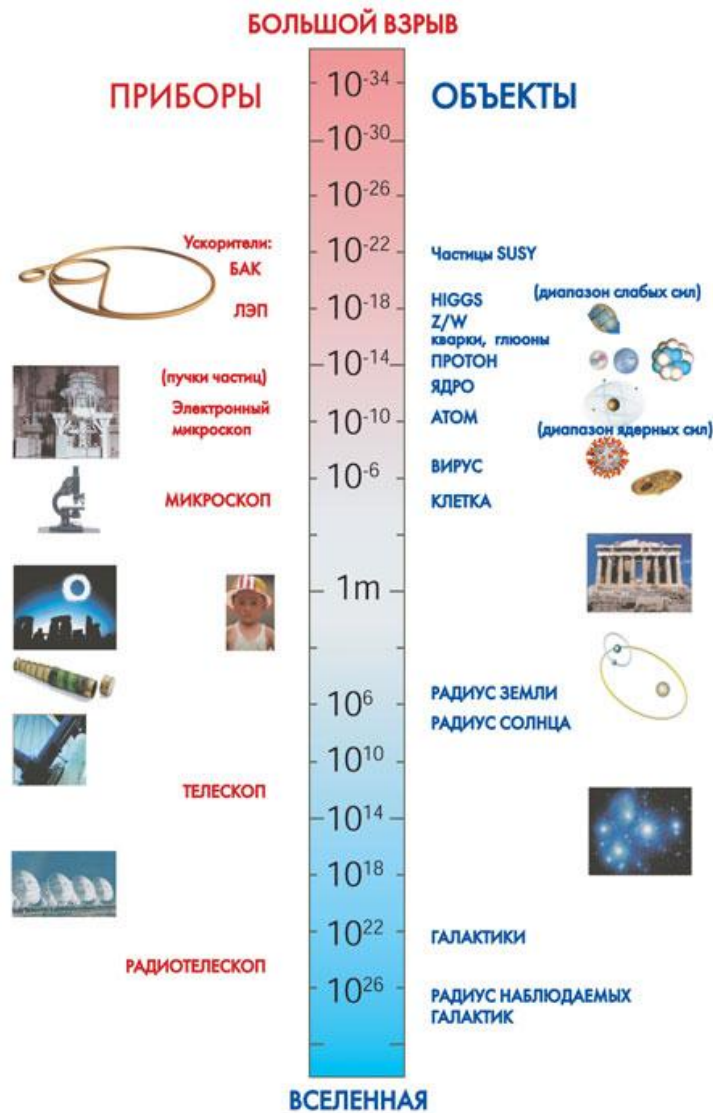 БОЛЬШОЙ ВЗРЫВ
ПРИБОРЫ
ОБЪЕКТЫ
10-34
10-30
10-26
Ускорители:
10-22
Частицы SUSY
БАК
ЛЭП
10-18
HIGGS
(диапазон слабых сил)
Z/W
кварки, глюоны
10-14
ПРОТОН
(пучки частиц)
ЯДРО
Электронный
микроскоп
10-10
АТОМ
(диапазон ядерных сил)
ВИРУС
10-6
МИКРОСКОП
КЛЕТКА
1m
РАДИУС ЗЕМЛИ
106
РАДИУС СОЛНЦА
1010
ТЕЛЕСКОП
1014
1018
1022
ГАЛАКТИКИ
РАДИОТЕЛЕСКОП
1026
РАДИУС НАБЛЮДАЕМЫХ
ГАЛАКТИК
ВСЕЛЕННАЯ